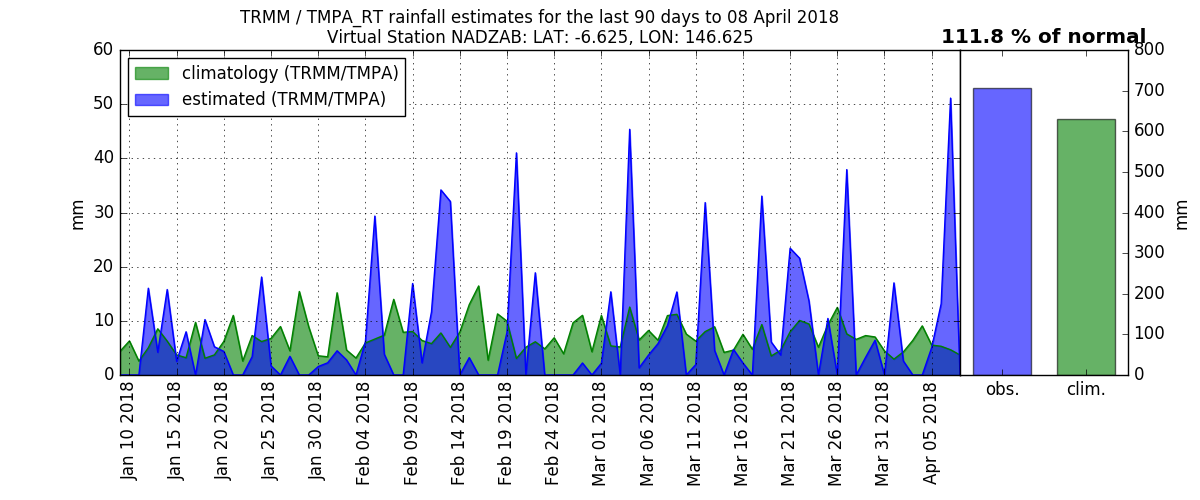 TRMM / TMPA_RT rainfall estimates for the last 90 days to 08 April 2018
Virtual Station NADZAB: LAT: -6.625, LON: 146.625
111.8 % of normal
climatology (TRMM/TMPA)
estimated (TRMM/TMPA)
60
50
40
30
20
10
0
mm
800
700
600
500
400
300
200
100
0
mm
Jan 10 2018
Jan 15 2018
Jan 20 2018
Jan 25 2018
Jan 30 2018
Feb 04 2018
Feb 09 2018
Feb 14 2018
Feb 19 2018
Feb 24 2018
Mar 01 2018
Mar 06 2018
Mar 11 2018
Mar 16 2018
Mar 21 2018
Mar 26 2018
Mar 31 2018
Apr 05 2018
obs.
clim.